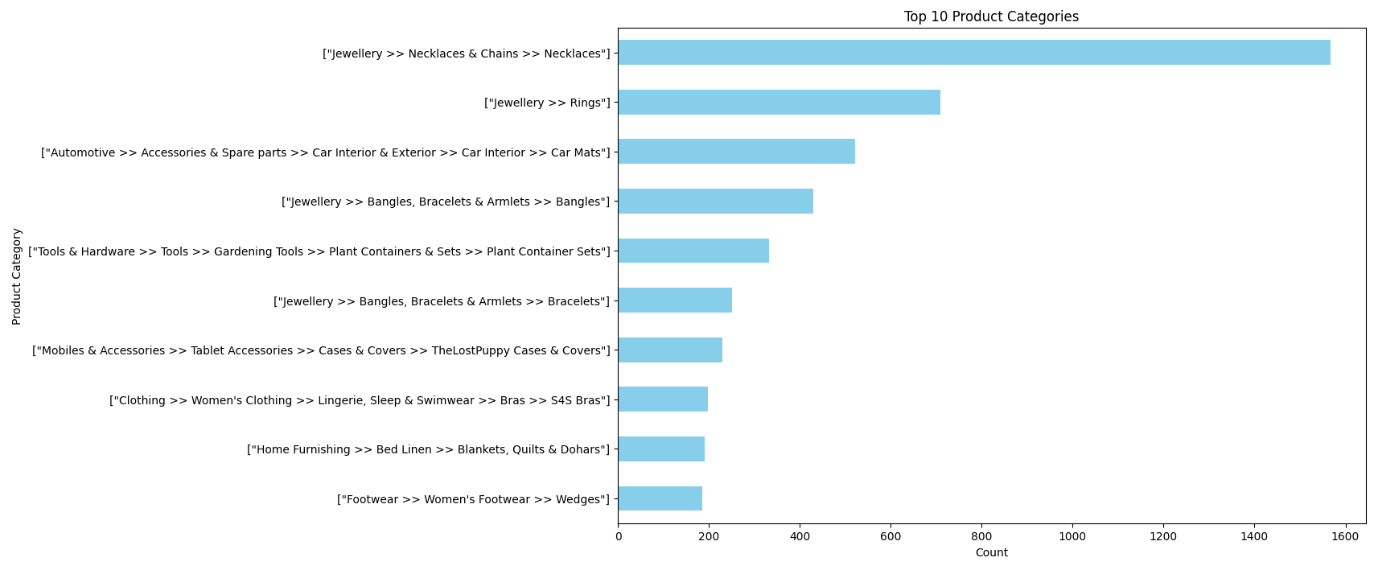 Top 10 Product Categories
["Jewellery >> Necklaces & Chains >> Necklaces"]
["Jewellery >> Rings"]
["Automotive >> Accessories & Spare parts >> Car Interior & Exterior >> Car Interior >> Car Mats"]
["Jewellery >> Bangles, Bracelets & Armlets >> Bangles"]
["Tools & Hardware >> Tools >> Gardening Tools >> Plant Containers & Sets >> Plant Container Sets"]
["Jewellery >> Bangles, Bracelets & Armlets >> Bracelets"]
["Mobiles & Accessories >> Tablet Accessories >> Cases & Covers >> TheLostPuppy Cases & Covers"]
["Clothing >> Women's Clothing >> Lingerie, Sleep & Swimwear >> Bras >> S4S Bras"]
["Home Furnishing >> Bed Linen >> Blankets, Quilts & Dohars"]
["Footwear >> Women's Footwear >> Wedges"]
Product Category
0 200 400 600 800 1000 1200 1400 1600
Count